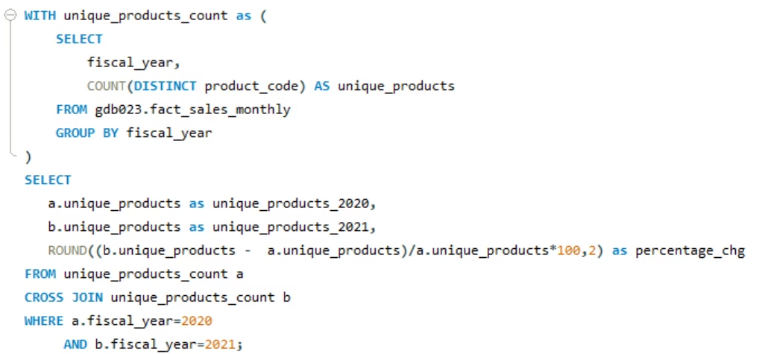 WITH unique_products_count as (
SELECT
fiscal_year,
COUNT(DISTINCT product_code) AS unique_products
FROM gdb023.fact_sales_monthly
GROUP BY fiscal_year
)
SELECT
a.unique_products as unique_products_2020,
b.unique_products as unique_products_2021,
ROUND((b.unique_products -  a.unique_products)/a.unique_products*100,2) as percentage_chg
FROM unique_products_count a
CROSS JOIN unique_products_count b
WHERE a.fiscal_year=2020
AND b.fiscal_year=2021;